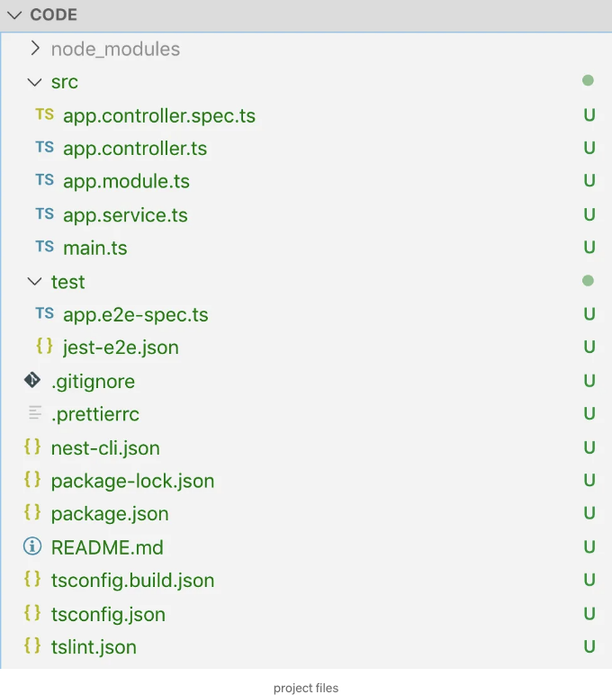 CODE
node_modules
src
TS app.controller.spec.ts U
TS app.controller.ts U
TS app.module.ts U
TS app.service.ts U
TS main.ts U
test
TS app.e2e-spec.ts U
{} jest-e2e.json U
.gitignore U
.prettierrc U
{} nest-cli.json U
{} package-lock.json U
{} package.json U
README.md U
{} tsconfig.build.json U
{} tsconfig.json U
{} tslint.json U
project files